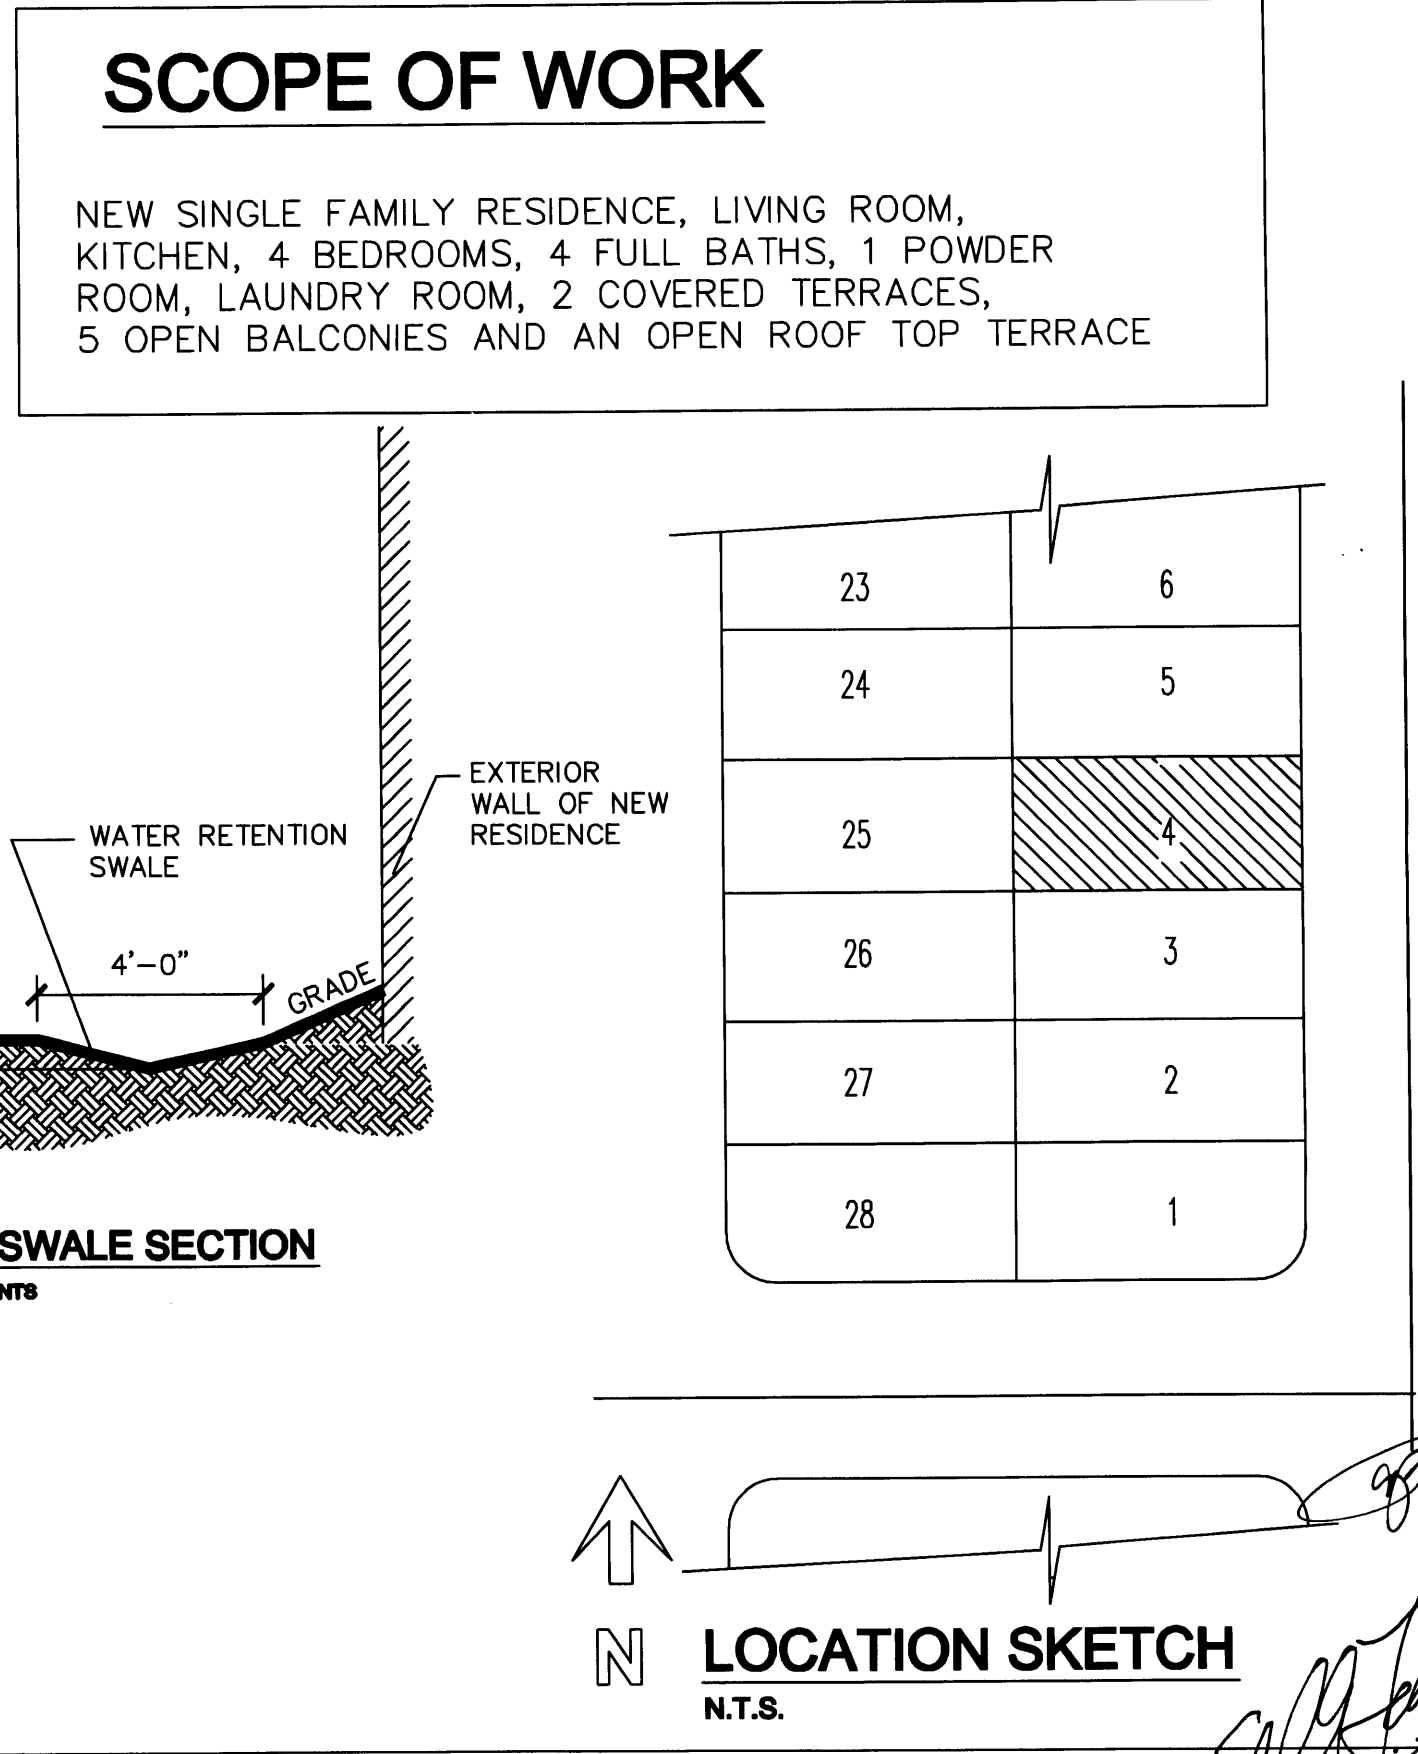 SCOPE OF WORK
NEW SINGLE FAMILY RESIDENCE, LIVING ROOM,
KITCHEN, 4 BEDROOMS, 4 FULL BATHS, 1 POWDER
ROOM, LAUNDRY ROOM, 2 COVERED TERRACES,
5 OPEN BALCONIES AND AN OPEN ROOF TOP TERRACE
EXTERIOR
WALL OF NEW
RESIDENCE
WATER RETENTION
SWALE
4'-0"
GRADE
SWALE SECTION
NTS
23
6
24
5
25
4
26
3
27
2
28
1
N
LOCATION SKETCH
N.T.S.